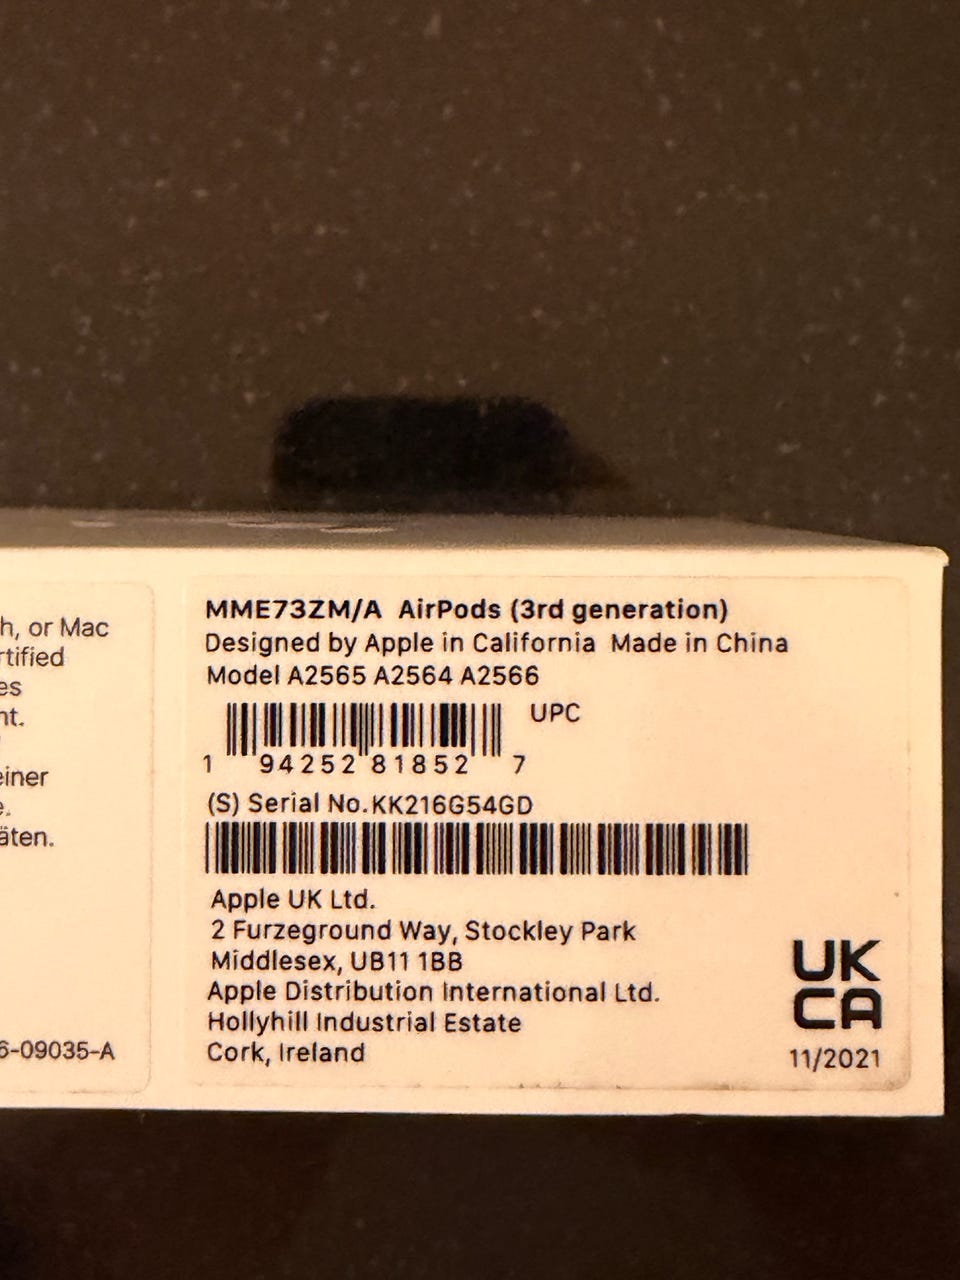 h, or Mac
rtified
es
nt.
einer
e.
äten.
6-09035-A
MME73ZM/A AirPods (3rd generation)
Designed by Apple in California Made in China
Model A2565 A2564 A2566
UPC
1 94252 81852 7
(S) Serial No. KK216G54GD
Apple UK Ltd.
2 Furzeground Way, Stockley Park
Middlesex, UB11 1BB
Apple Distribution International Ltd.
Hollyhill Industrial Estate
Cork, Ireland
UK
CA
11/2021